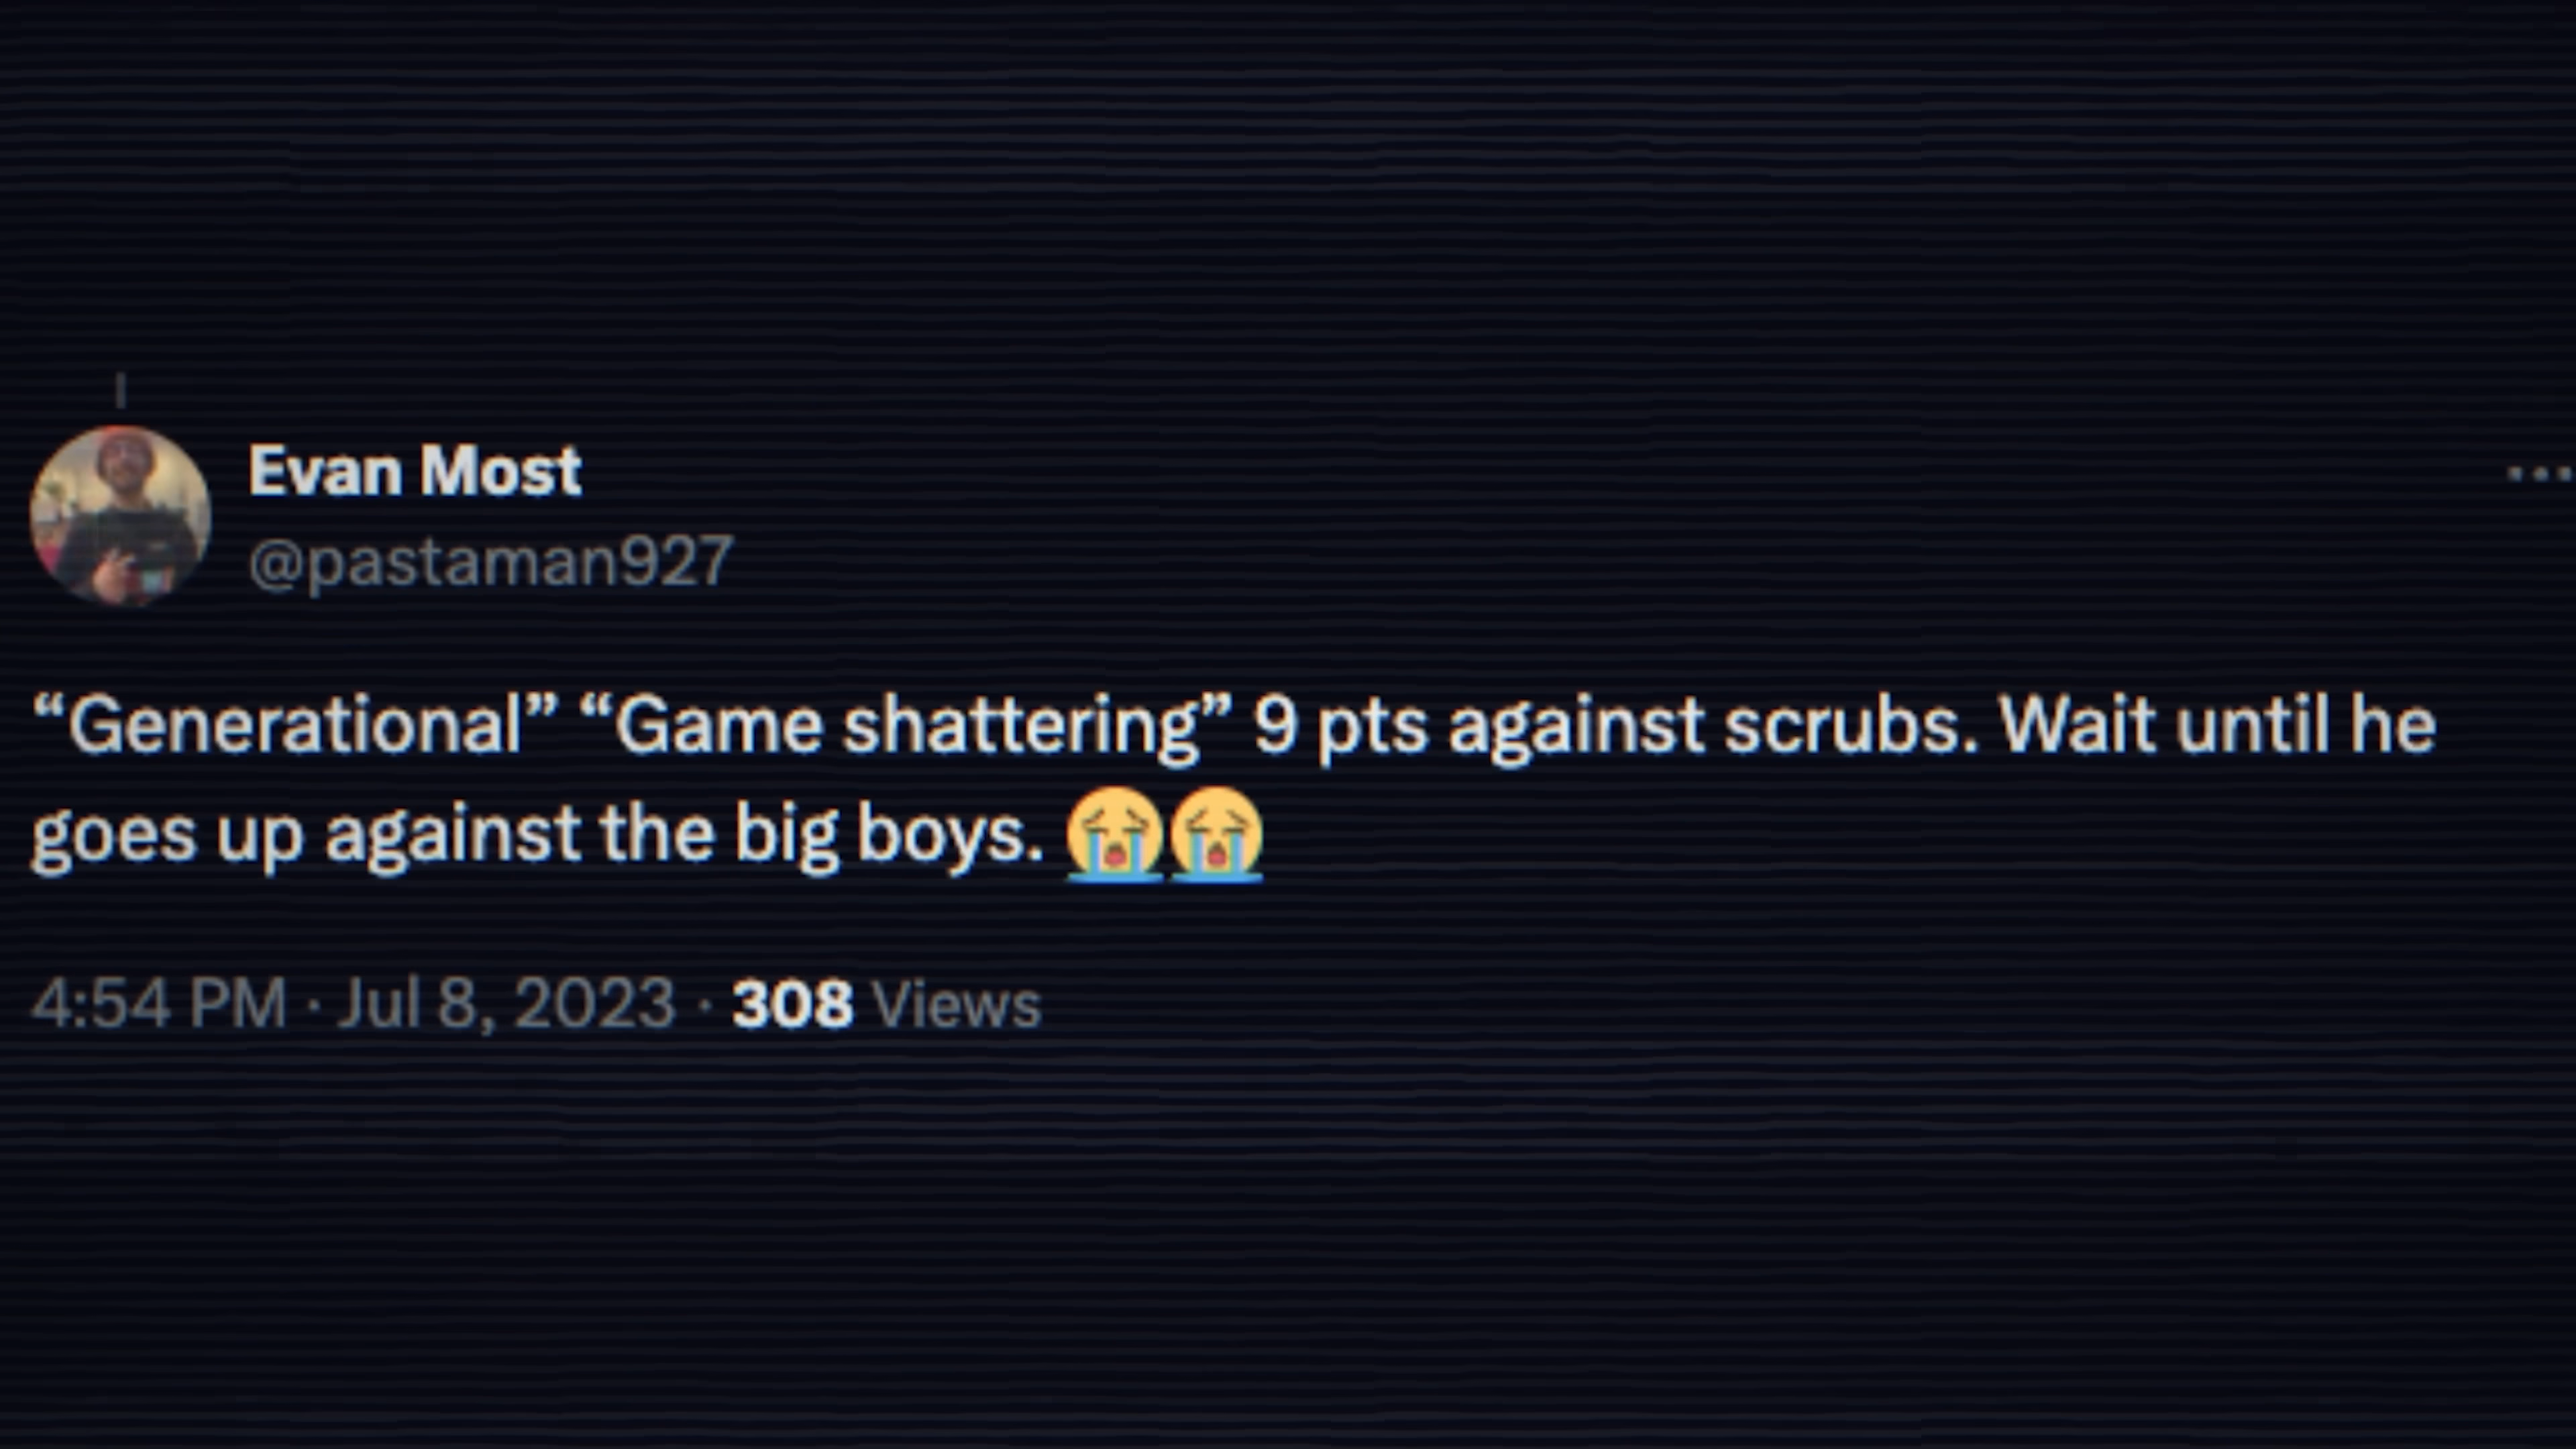 Evan Most
@pastaman927
“Generational” “Game shattering” 9 pts against scrubs. Wait until he
goes up against the big boys. 😭😭
4:54 PM · Jul 8, 2023 · 308 Views